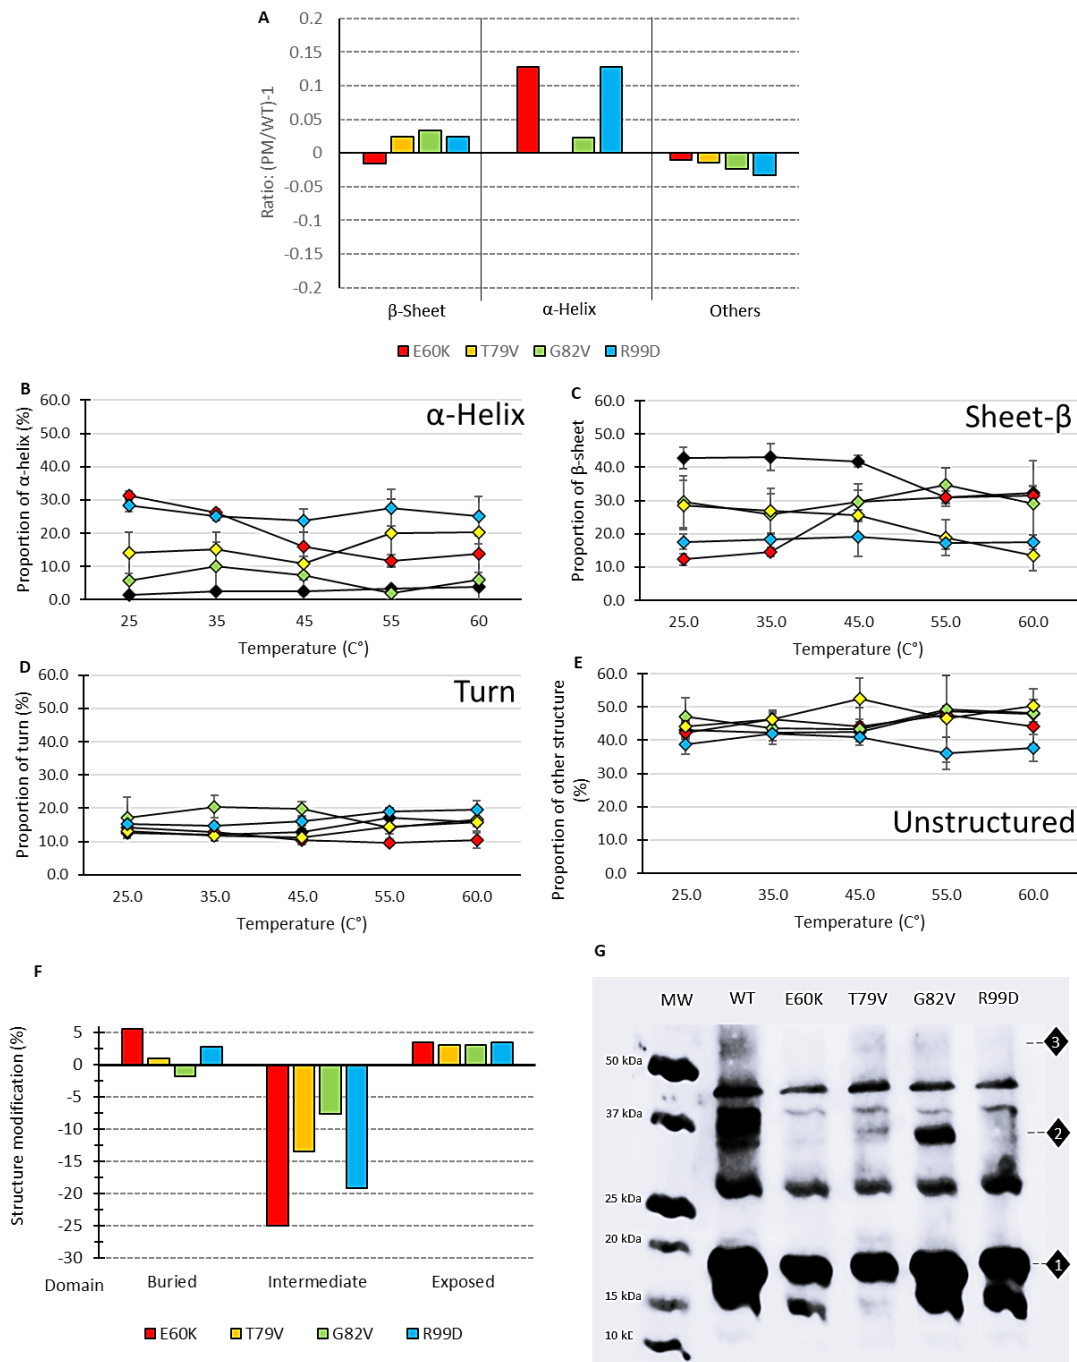 A
0.2
0.15
0.1
0.05
0
-0.05
-0.1
-0.15
-0.2
Ratio: (PM/WT)-1
β-Sheet α-Helix Others
E60K T79V G82V R99D
B
60.0
50.0
40.0
30.0
20.0
10.0
0.0
Proportion of α-helix (%)
α-Helix
25 35 45 55 60
Temperature (C°)
C
60.0
50.0
40.0
30.0
20.0
10.0
0.0
Proportion of β-sheet
Sheet-β
25.0 35.0 45.0 55.0 60.0
Temperature (C°)
D
60.0
50.0
40.0
30.0
20.0
10.0
0.0
Proportion of turn (%)
Turn
25.0 35.0 45.0 55.0 60.0
Temperature (C°)
E
60.0
50.0
40.0
30.0
20.0
10.0
0.0
Proportion of other structure
(%)
Unstructured
25.0 35.0 45.0 55.0 60.0
Temperature (C°)
F
5
0
-5
-10
-15
-20
-25
-30
Structure modification (%)
Domain Buried Intermediate Exposed
E60K T79V G82V R99D
G
MW WT E60K T79V G82V R99D
50 kDa
37 kDa
25 kDa
20 kDa
15 kDa
10 kD
3
2
1